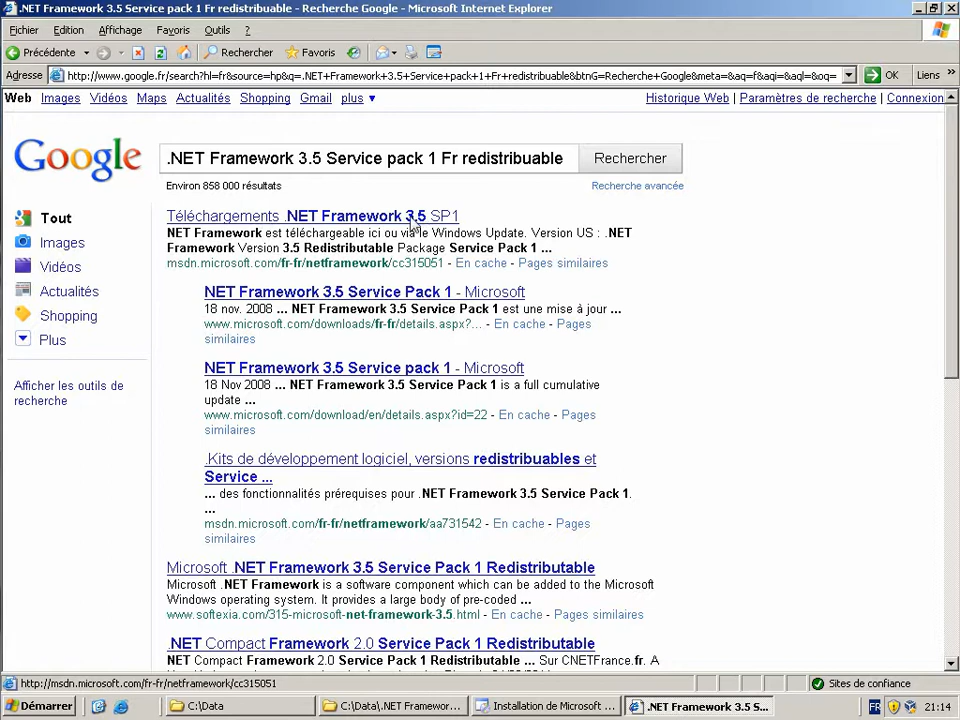 .NET Framework 3.5 Service pack 1 Fr redistribuable - Recherche Google - Microsoft Internet Explorer
Fichier Edition Affichage Favoris Outils ?
Précédente Rechercher Favoris
Adresse http://www.google.fr/search?hl=fr&source=hp&q=.NET+Framework+3.5+Service+pack+1+Fr+redistribuable&btnG=Recherche+Google&meta=&aq=f&aqi=&aql=&oq= OK Liens »
Web Images Vidéos Maps Actualités Shopping Gmail plus ▼ Historique Web | Paramètres de recherche | Connexion
Google .NET Framework 3.5 Service pack 1 Fr redistribuable Rechercher
Environ 858 000 résultats Recherche avancée
Tout
Images
Vidéos
Actualités
Shopping
Plus
Afficher les outils de
recherche
Téléchargements .NET Framework 3.5 SP1
NET Framework est téléchargeable ici ou via le Windows Update. Version US : .NET
Framework Version 3.5 Redistributable Package Service Pack 1 ...
msdn.microsoft.com/fr-fr/netframework/cc315051 - En cache - Pages similaires
NET Framework 3.5 Service Pack 1 - Microsoft
18 nov. 2008 ... NET Framework 3.5 Service Pack 1 est une mise à jour ...
www.microsoft.com/downloads/fr-fr/details.aspx?... - En cache - Pages
similaires
NET Framework 3.5 Service pack 1 - Microsoft
18 Nov 2008 ... NET Framework 3.5 Service Pack 1 is a full cumulative
update ...
www.microsoft.com/download/en/details.aspx?id=22 - En cache - Pages
similaires
.Kits de développement logiciel, versions redistribuables et
Service ...
... des fonctionnalités prérequises pour .NET Framework 3.5 Service Pack 1.
...
msdn.microsoft.com/fr-fr/netframework/aa731542 - En cache - Pages
similaires
Microsoft .NET Framework 3.5 Service Pack 1 Redistributable
Microsoft .NET Framework is a software component which can be added to the Microsoft
Windows operating system. It provides a large body of pre-coded ...
www.softexia.com/315-microsoft-net-framework-3.5.html - En cache - Pages similaires
.NET Compact Framework 2.0 Service Pack 1 Redistributable
NET Compact Framework 2.0 Service Pack 1 Redistributable ... Sur CNETFrance.fr. A
http://msdn.microsoft.com/fr-fr/netframework/cc315051 Sites de confiance
Démarrer C:\Data C:\Data\.NET Framewor... Installation de Microsoft ... .NET Framework 3.5 S... FR 21:14